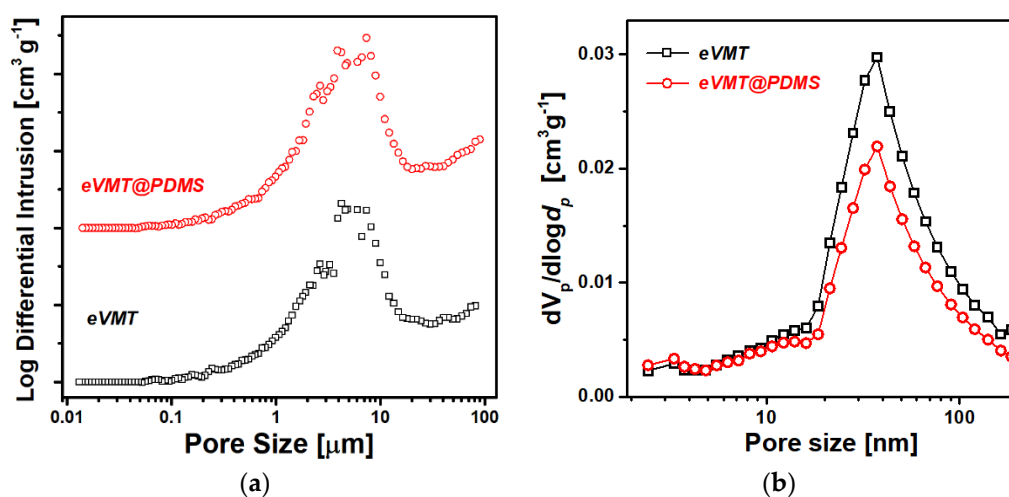 Log Differential Intrusion [cm³ g⁻¹]
eVMT@PDMS
eVMT
0.01 0.1 1 10 100
Pore Size [μm]
(a)
dVp/dlogdp [cm³g⁻¹]
0.03
0.02
0.01
0.00
eVMT
eVMT@PDMS
10 100
Pore size [nm]
(b)